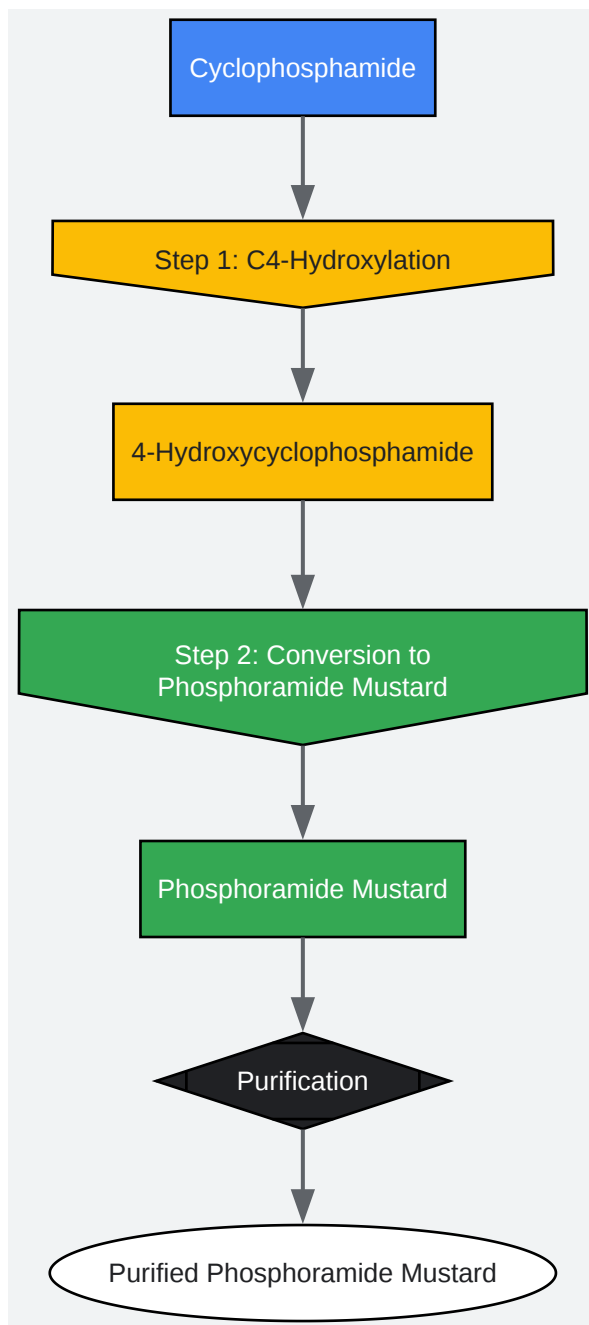 Cyclophosphamide
Step 1: C4-Hydroxylation
4-Hydroxycyclophosphamide
Step 2: Conversion to
Phosphoramide Mustard
Phosphoramide Mustard
Purification
Purified Phosphoramide Mustard